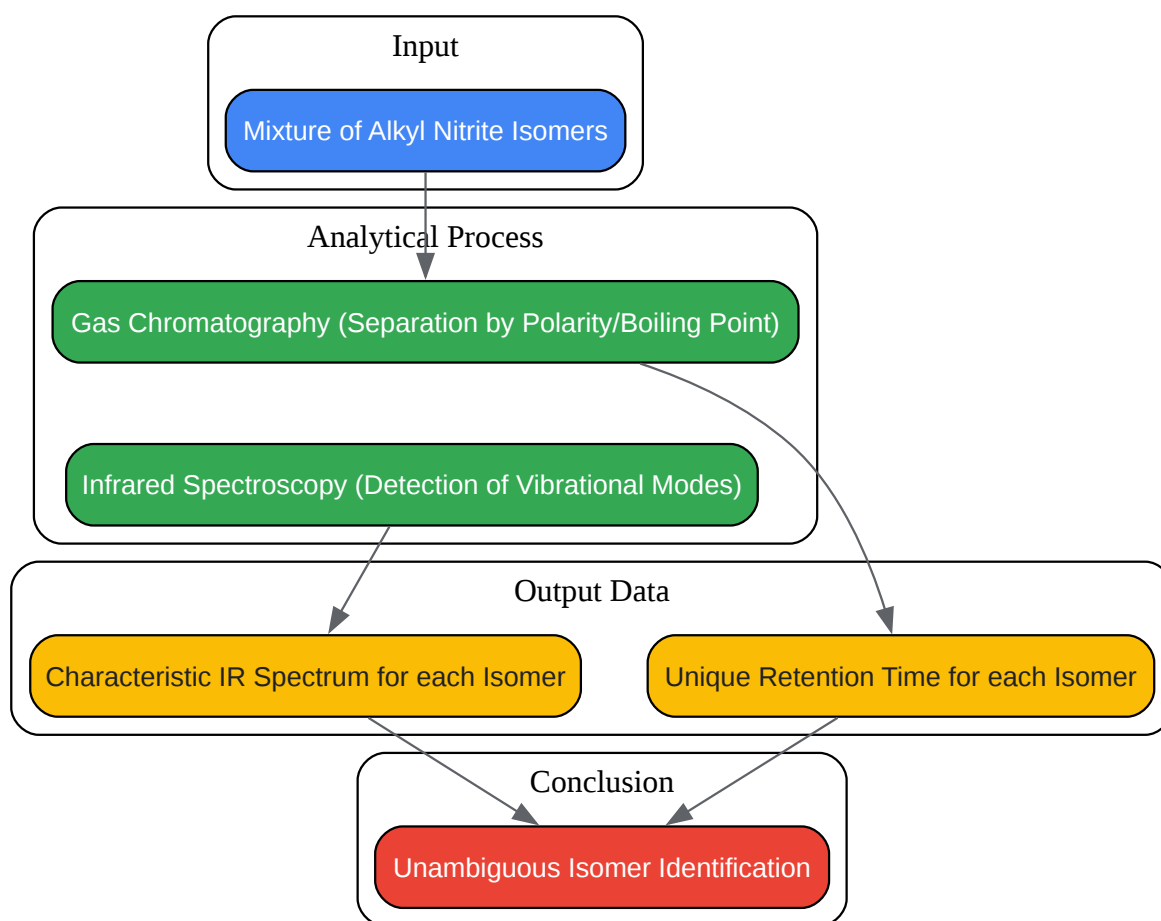 Input
Mixture of Alkyl Nitrite Isomers
Analytical Process
Gas Chromatography (Separation by Polarity/Boiling Point)
Infrared Spectroscopy (Detection of Vibrational Modes)
Output Data
Characteristic IR Spectrum for each Isomer
Unique Retention Time for each Isomer
Conclusion
Unambiguous Isomer Identification